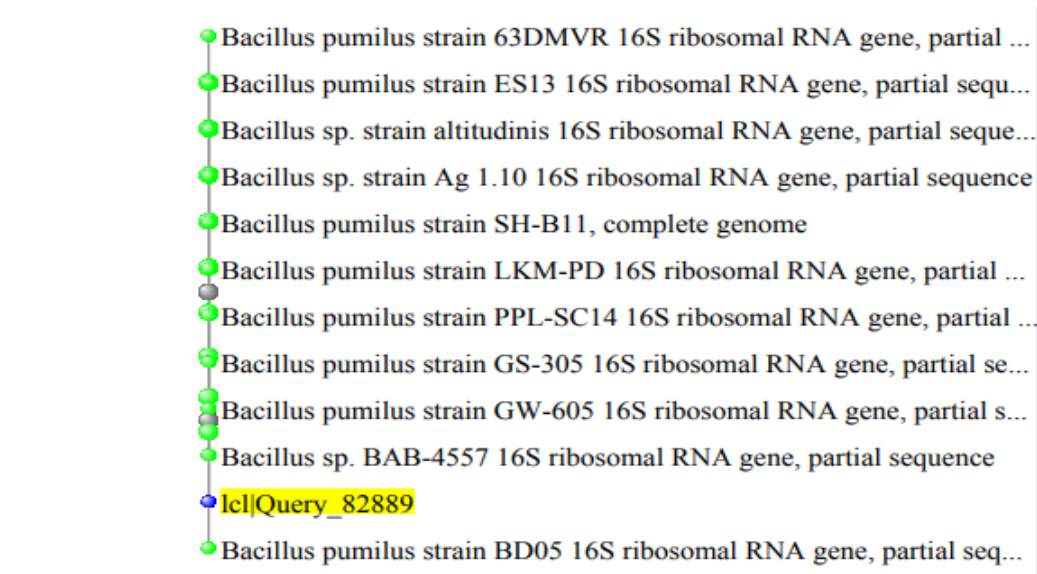 Bacillus pumilus strain 63DMVR 16S ribosomal RNA gene, partial ...
Bacillus pumilus strain ES13 16S ribosomal RNA gene, partial sequ...
Bacillus sp. strain altitudinis 16S ribosomal RNA gene, partial seque...
Bacillus sp. strain Ag 1.10 16S ribosomal RNA gene, partial sequence
Bacillus pumilus strain SH-B11, complete genome
Bacillus pumilus strain LKM-PD 16S ribosomal RNA gene, partial ...
Bacillus pumilus strain PPL-SC14 16S ribosomal RNA gene, partial ...
Bacillus pumilus strain GS-305 16S ribosomal RNA gene, partial se...
Bacillus pumilus strain GW-605 16S ribosomal RNA gene, partial s...
Bacillus sp. BAB-4557 16S ribosomal RNA gene, partial sequence
lcl|Query_82889
Bacillus pumilus strain BD05 16S ribosomal RNA gene, partial seq...